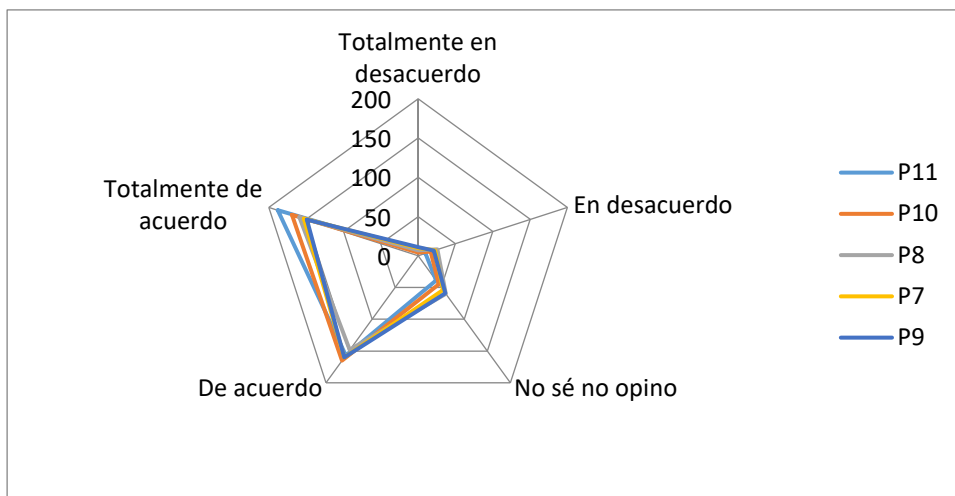 Totalmente en
desacuerdo
200
150
100
50
0
En desacuerdo
No sé no opino
De acuerdo
Totalmente de
acuerdo
P11
P10
P8
P7
P9